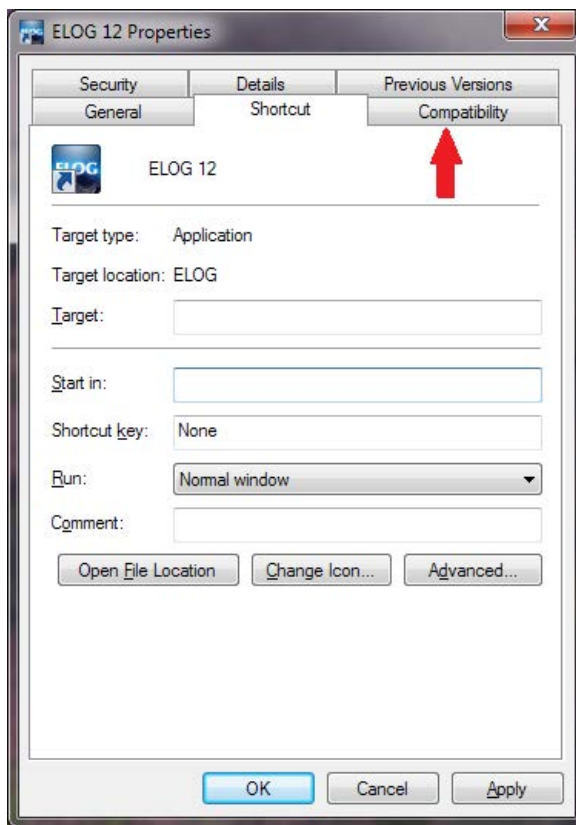 ELOG 12 Properties
Security Details Previous Versions
General Shortcut Compatibility
ELOG
ELOG 12
Target type: Application
Target location: ELOG
Target:
Start in:
Shortcut key: None
Run: Normal window
Comment:
Open File Location Change Icon... Advanced...
OK Cancel Apply